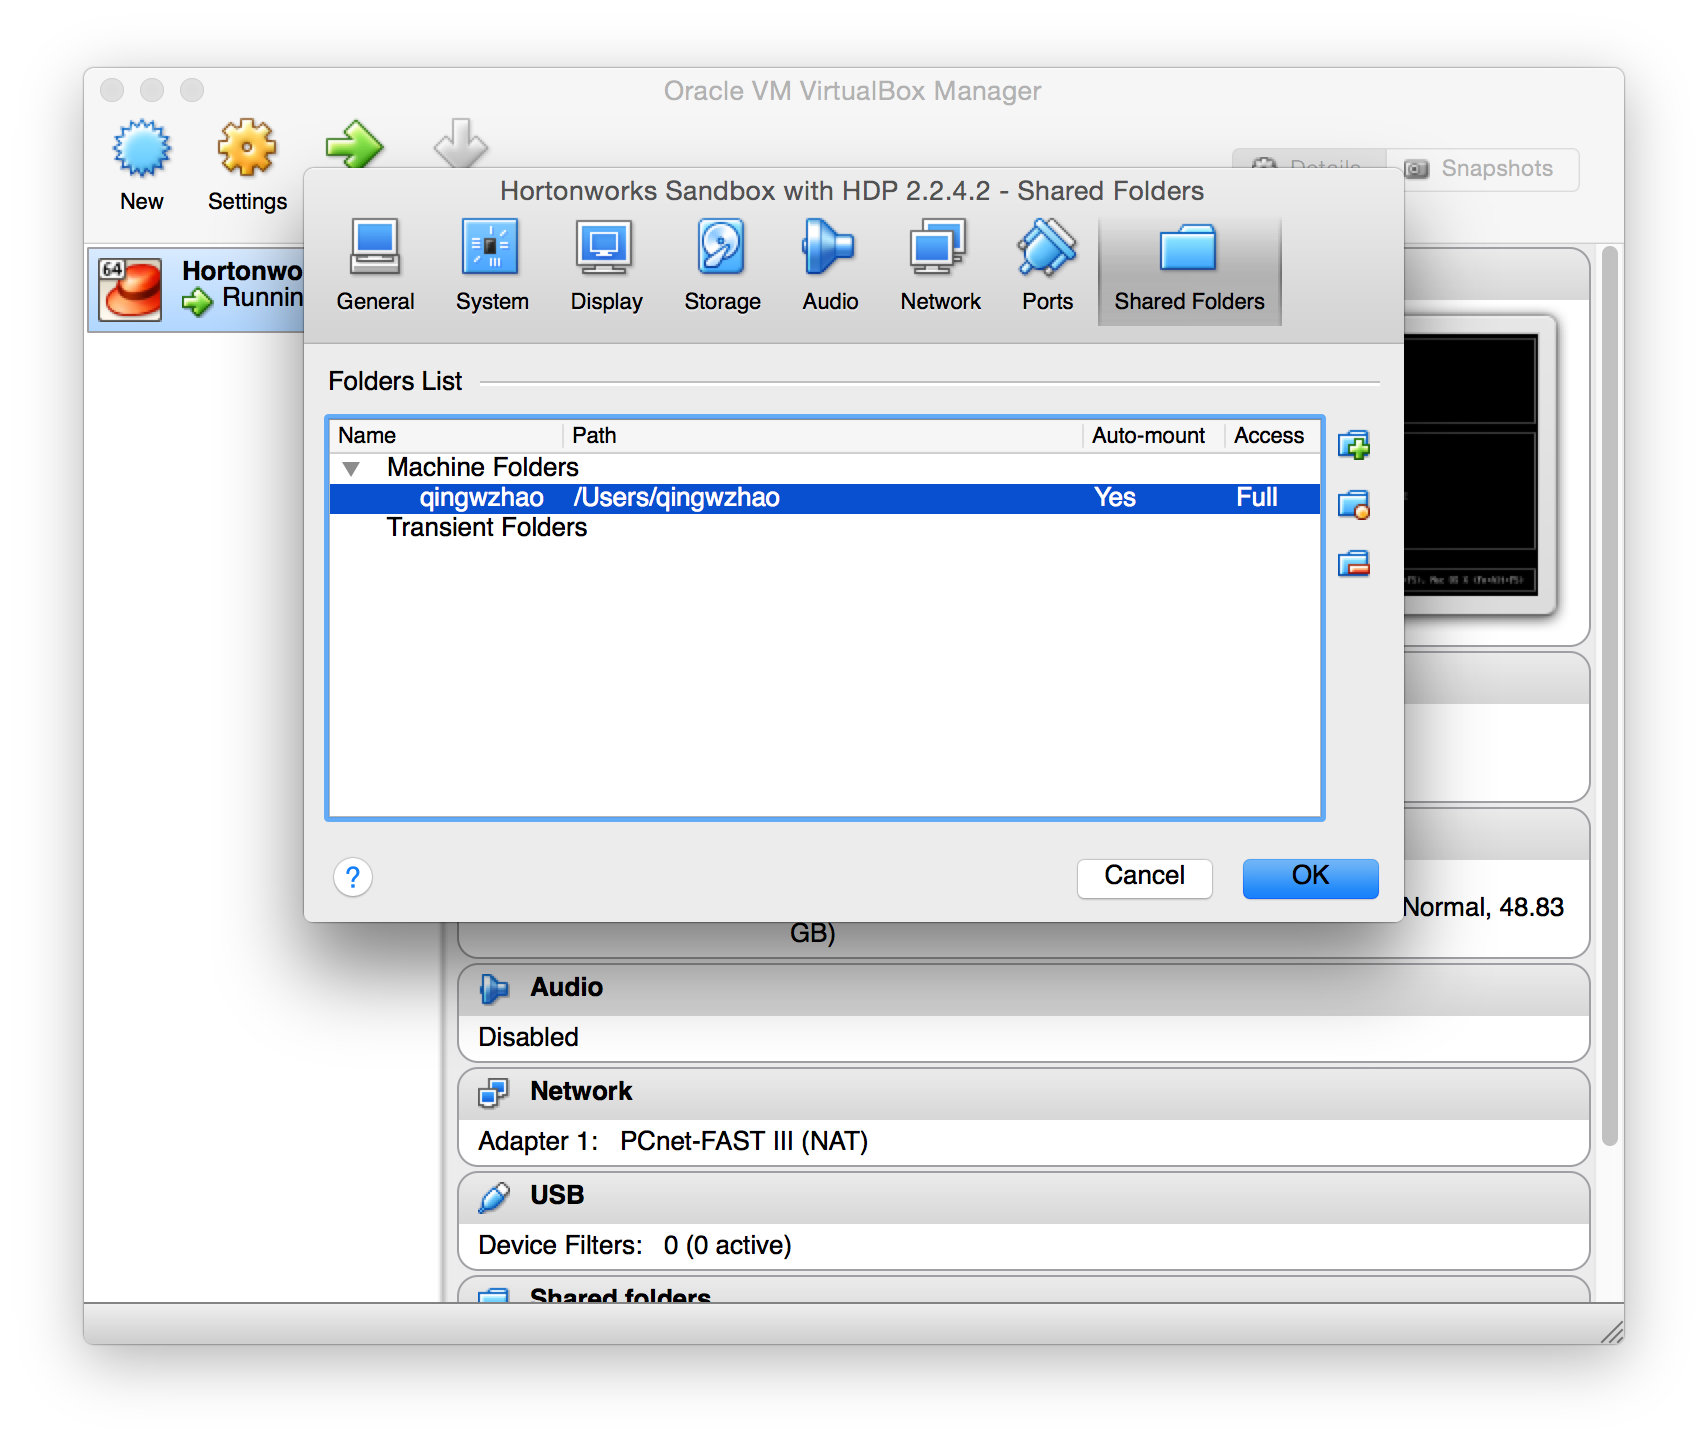 Oracle VM VirtualBox Manager
New
Settings
Details
Snapshots
64
Hortonwo
Runnin
Hortonworks Sandbox with HDP 2.2.4.2 - Shared Folders
General
System
Display
Storage
Audio
Network
Ports
Shared Folders
Folders List
Name Path Auto-mount Access
Machine Folders
qingwzhao /Users/qingwzhao Yes Full
Transient Folders
?
Cancel
OK
Normal, 48.83
GB)
Audio
Disabled
Network
Adapter 1: PCnet-FAST III (NAT)
USB
Device Filters: 0 (0 active)
Shared folders